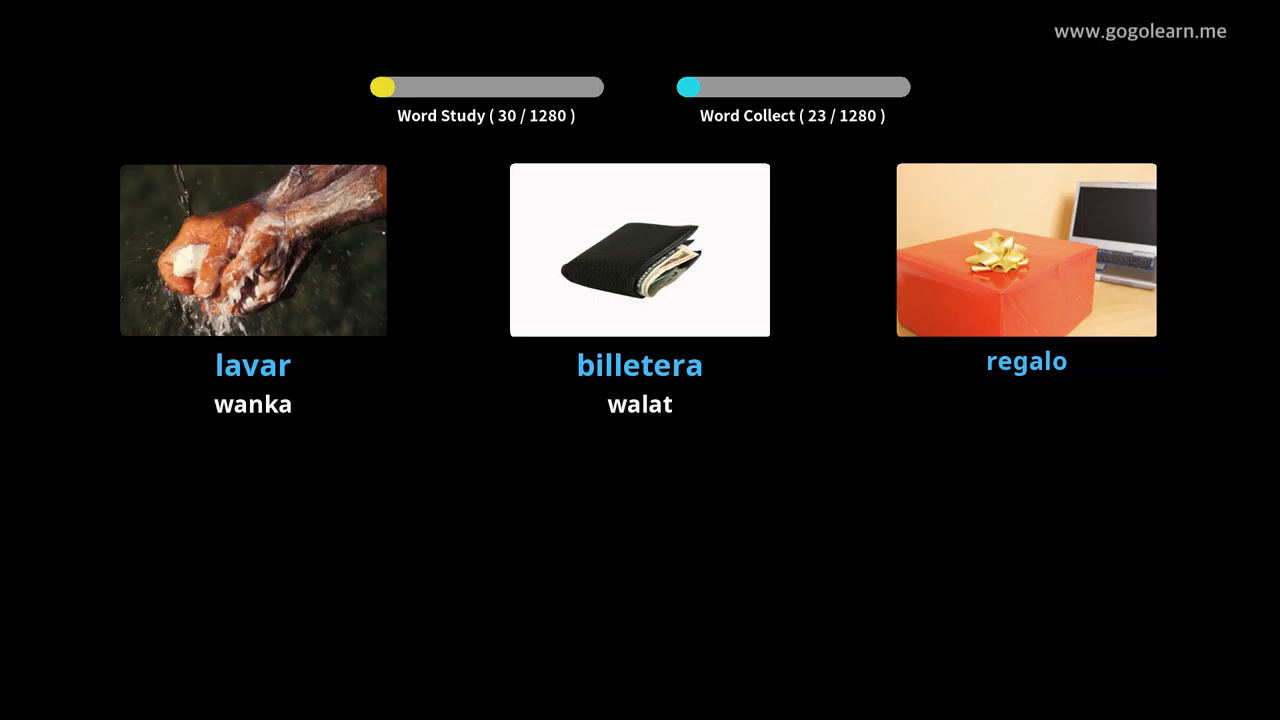 www.gogolearn.me
Word Study ( 30 / 1280 )
Word Collect ( 23 / 1280 )
lavar
billetera
regalo
wanka
walat